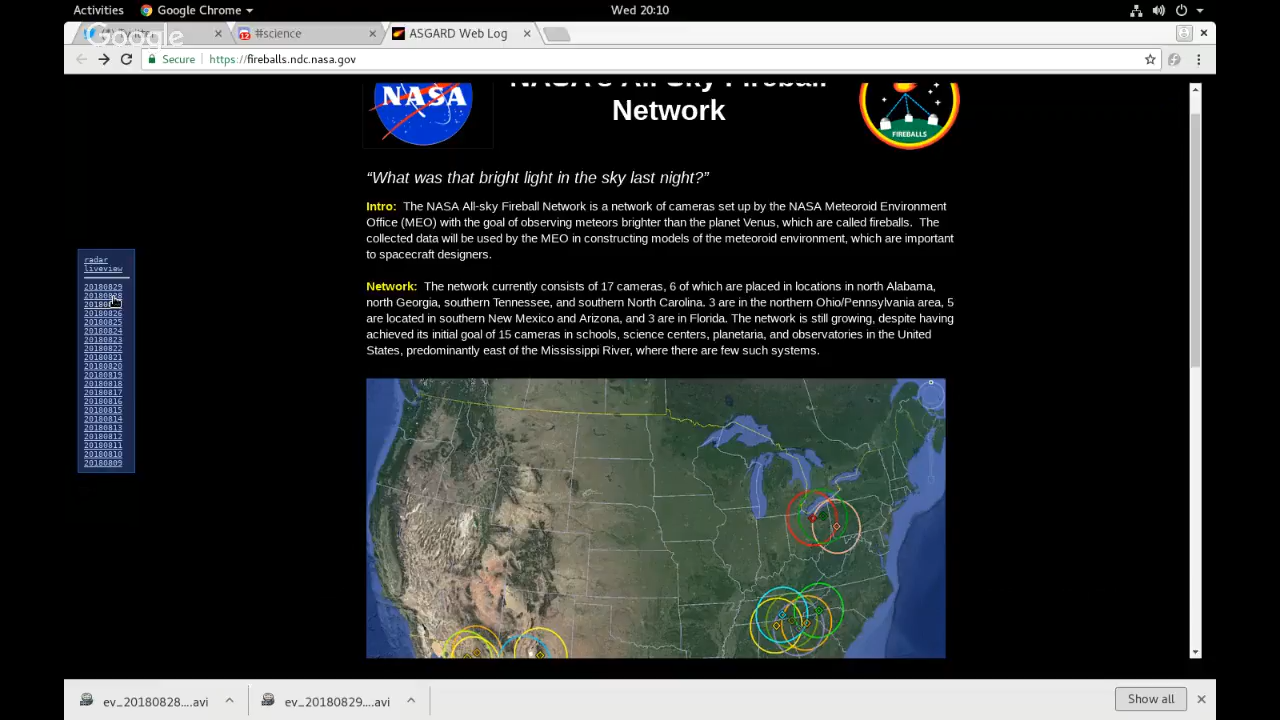 Activities
Google Chrome
Wed 20:10
Google
#science
12
ASGARD Web Log
Secure
https://fireballs.ndc.nasa.gov
NASA
NASA's All Sky Fireball
Network
FIREBALLS
“What was that bright light in the sky last night?”
Intro: The NASA All-sky Fireball Network is a network of cameras set up by the NASA Meteoroid Environment
Office (MEO) with the goal of observing meteors brighter than the planet Venus, which are called fireballs. The
collected data will be used by the MEO in constructing models of the meteoroid environment, which are important
to spacecraft designers.
Network: The network currently consists of 17 cameras, 6 of which are placed in locations in north Alabama,
north Georgia, southern Tennessee, and southern North Carolina. 3 are in the northern Ohio/Pennsylvania area, 5
are located in southern New Mexico and Arizona, and 3 are in Florida. The network is still growing, despite having
achieved its initial goal of 15 cameras in schools, science centers, planetaria, and observatories in the United
States, predominantly east of the Mississippi River, where there are few such systems.
radar
liveview
20180829
20180828
20180826
20180825
20180824
20180823
20180822
20180821
20180820
20180819
20180818
20180817
20180816
20180815
20180814
20180813
20180812
20180811
20180810
20180809
ev_20180828....avi
ev_20180829....avi
Show all